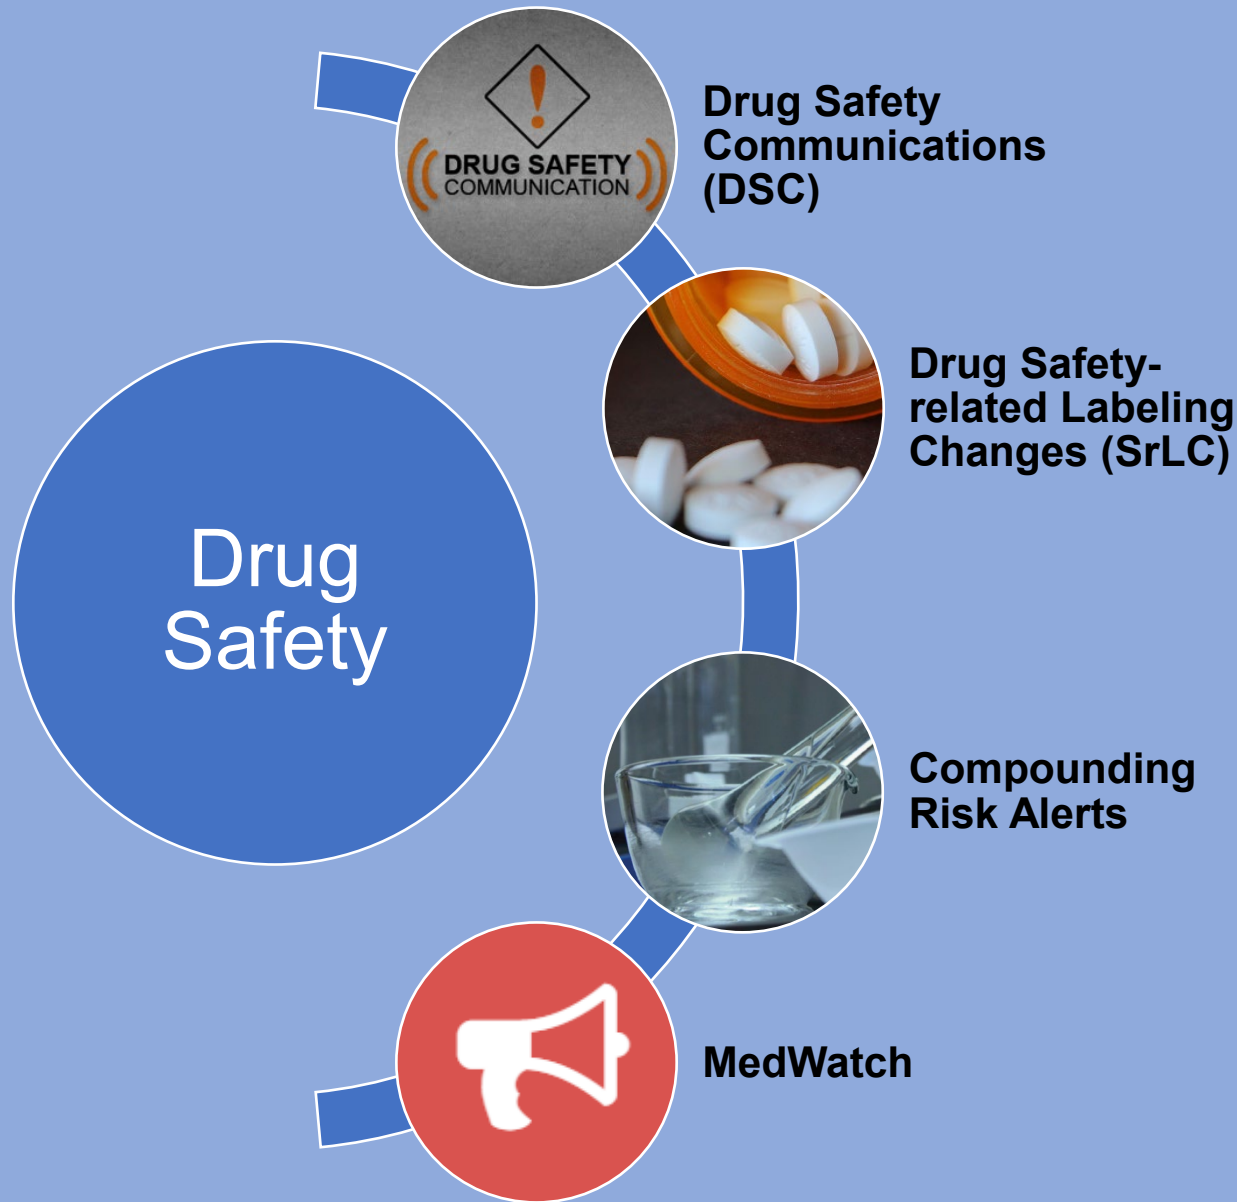 DRUG SAFETY
COMMUNICATION
Drug Safety
Communications
(DSC)
Drug Safety-
related Labeling
Changes (SrLC)
Drug
Safety
Compounding
Risk Alerts
MedWatch